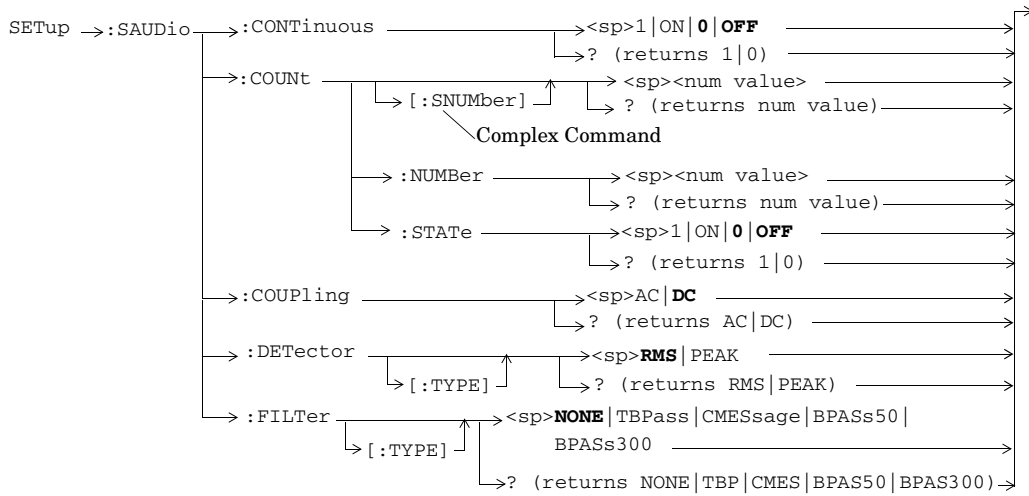 SETup :SAUDio :CONTinuous <sp>1|ON|0|OFF
? (returns 1|0)
:COUNt <sp><num value>
[:SNUMber] ? (returns num value)
Complex Command
:NUMBer <sp><num value>
? (returns num value)
:STATe <sp>1|ON|0|OFF
? (returns 1|0)
:COUPling <sp>AC|DC
? (returns AC|DC)
:DETector <sp>RMS|PEAK
[:TYPE] ? (returns RMS|PEAK)
:FILTer <sp>NONE|TBPass|CMESsage|BPASs50|
[:TYPE] BPASs300
? (returns NONE|TBP|CMES|BPAS50|BPAS300)